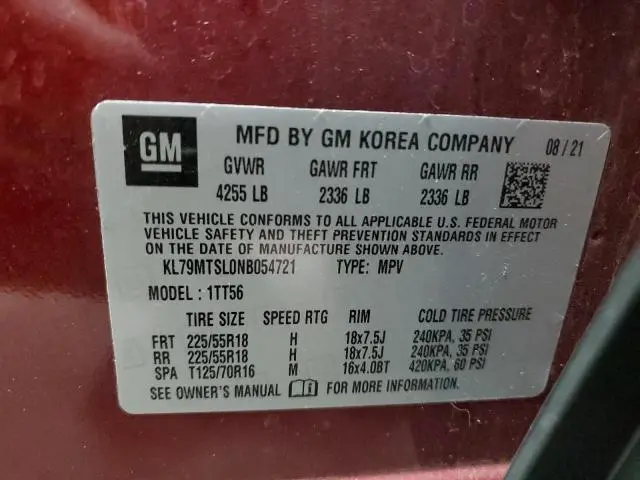 GM
MFD BY GM KOREA COMPANY 08/21
GVWR GAWR FRT GAWR RR
4255 LB 2336 LB 2336 LB
THIS VEHICLE CONFORMS TO ALL APPLICABLE U.S. FEDERAL MOTOR
VEHICLE SAFETY AND THEFT PREVENTION STANDARDS IN EFFECT
ON THE DATE OF MANUFACTURE SHOWN ABOVE.
KL79MTSL0NB054721 TYPE: MPV
MODEL: 1TT56
TIRE SIZE SPEED RTG RIM COLD TIRE PRESSURE
FRT 225/55R18 H 18x7.5J 240KPA, 35 PSI
RR 225/55R18 H 18x7.5J 240KPA, 35 PSI
SPA T125/70R16 M 16x4.0BT 420KPA, 60 PSI
SEE OWNER'S MANUAL FOR MORE INFORMATION.